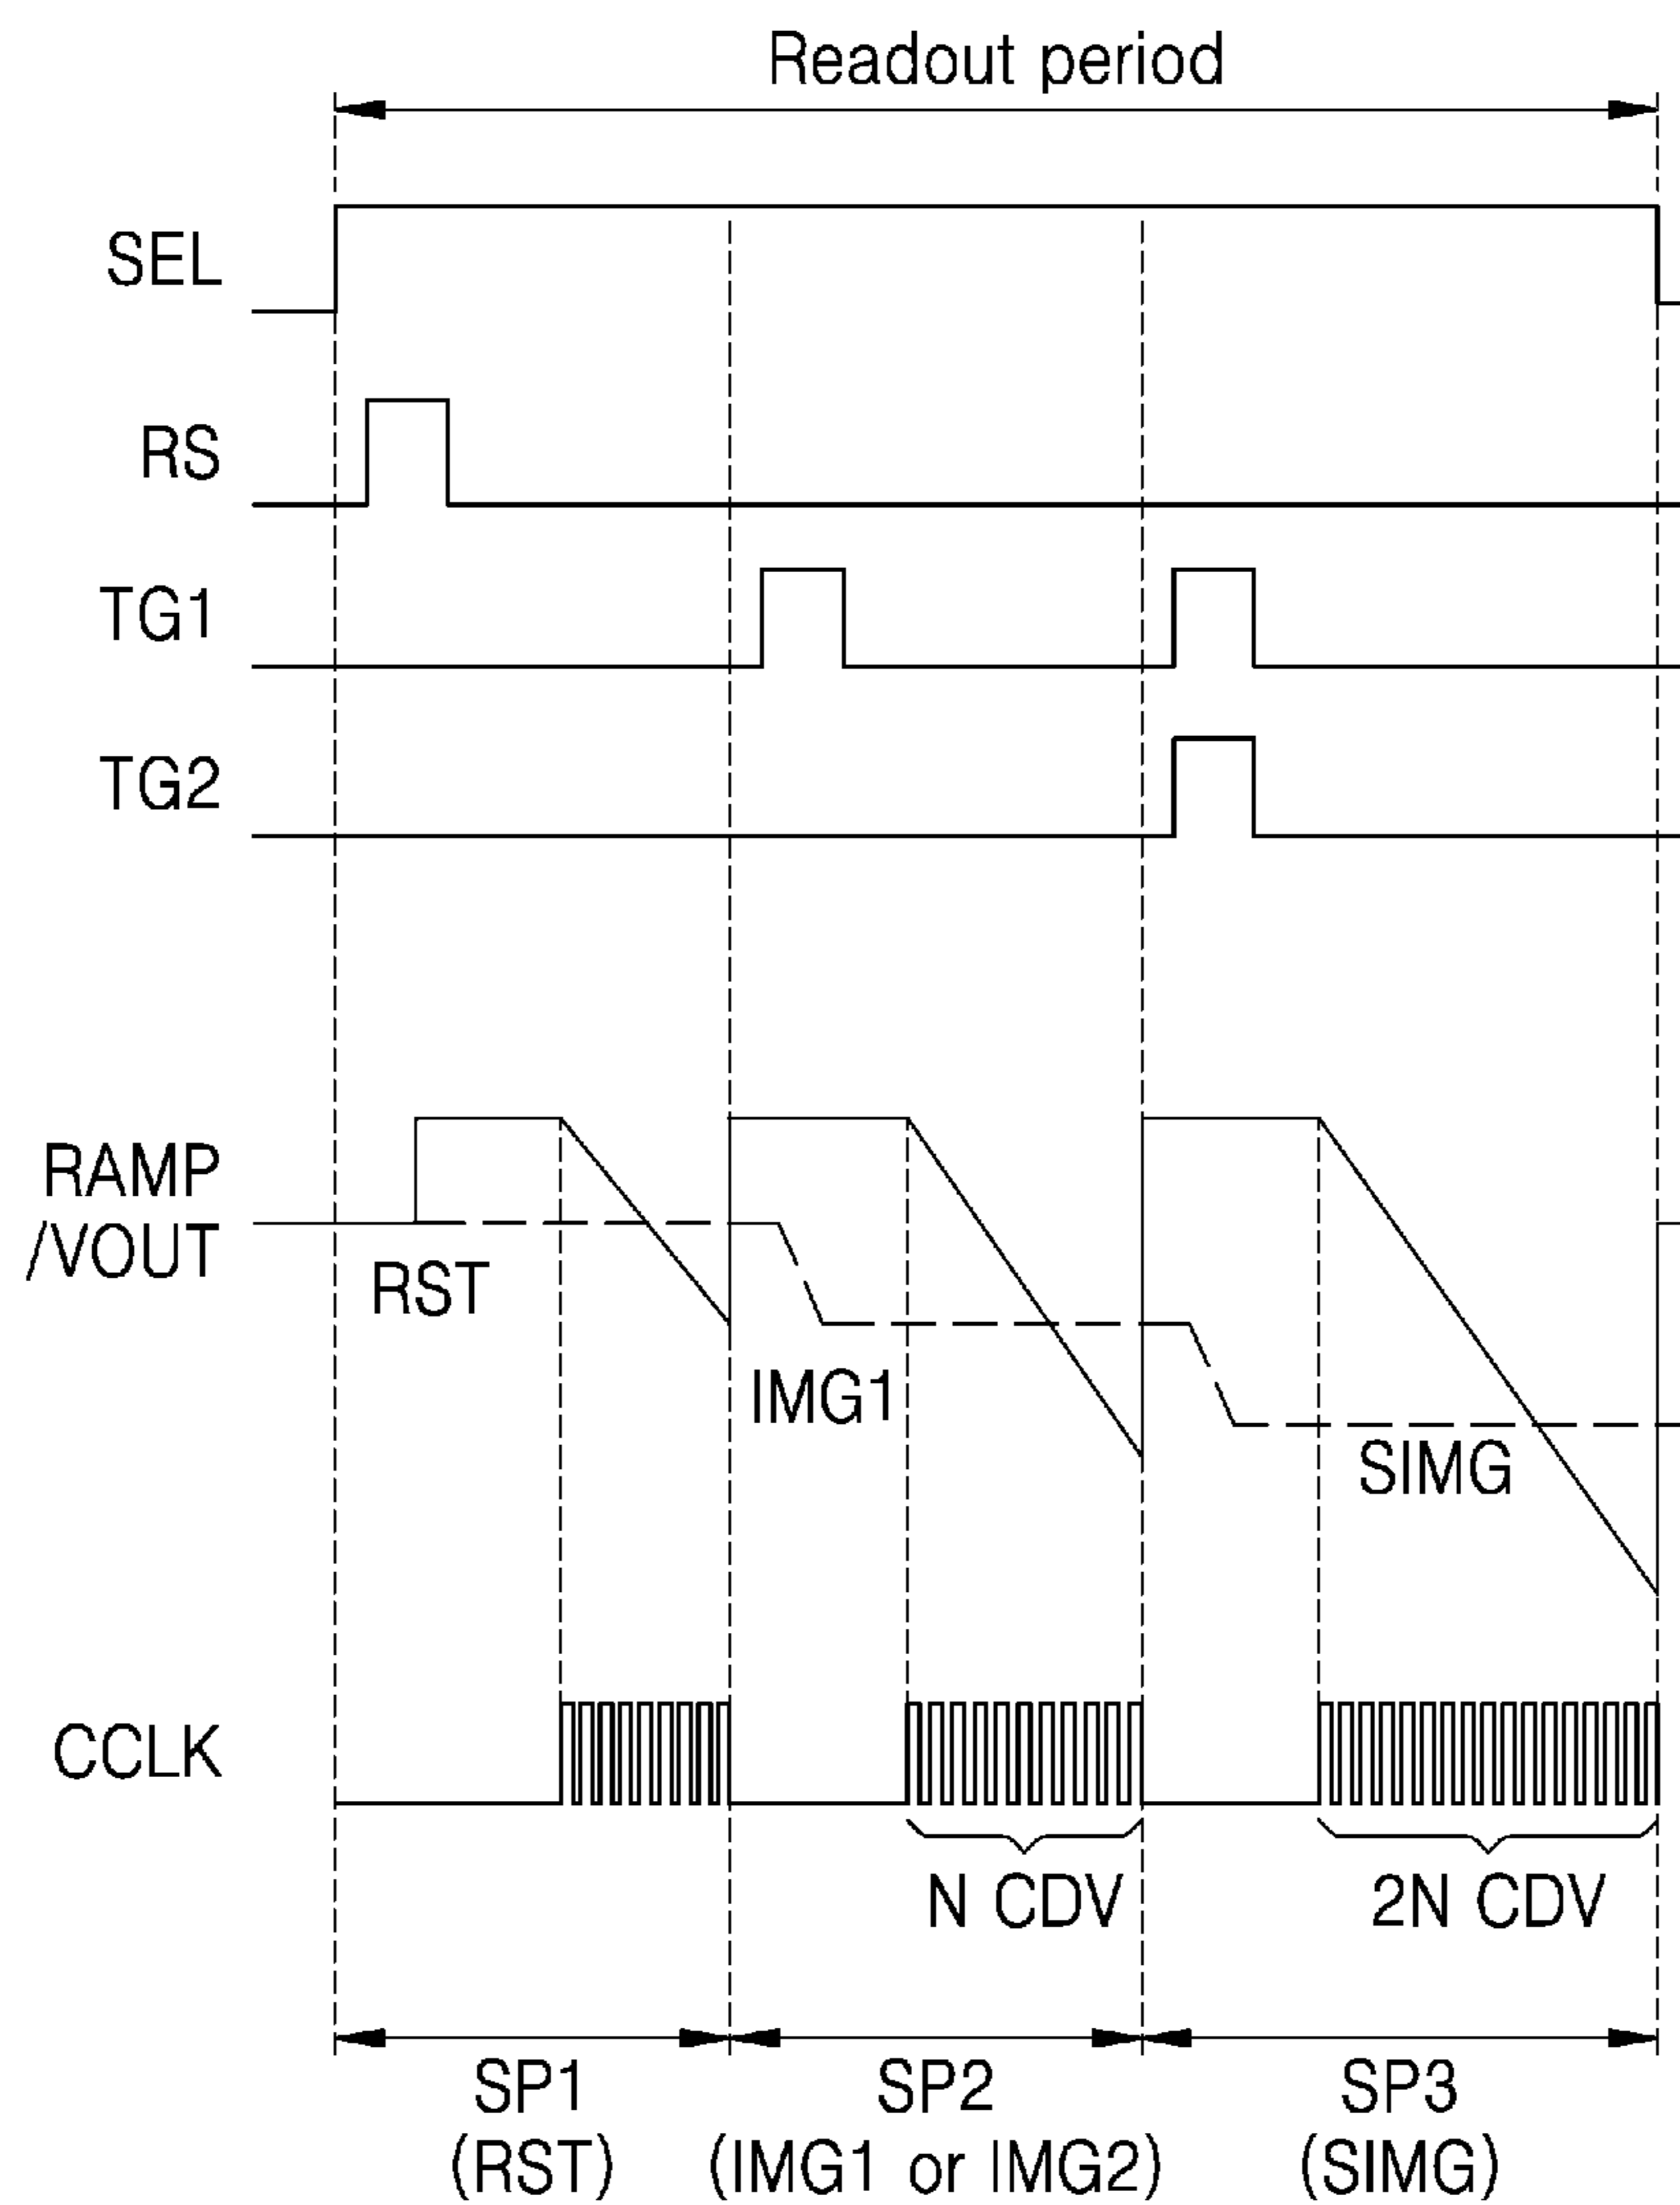 Readout period
SEL
RS
TG1
TG2
RAMP
/VOUT
RST
IMG1
SIMG
CCLK
N CDV
2N CDV
SP1
(RST)
SP2
(IMG1 or IMG2)
SP3
(SIMG)